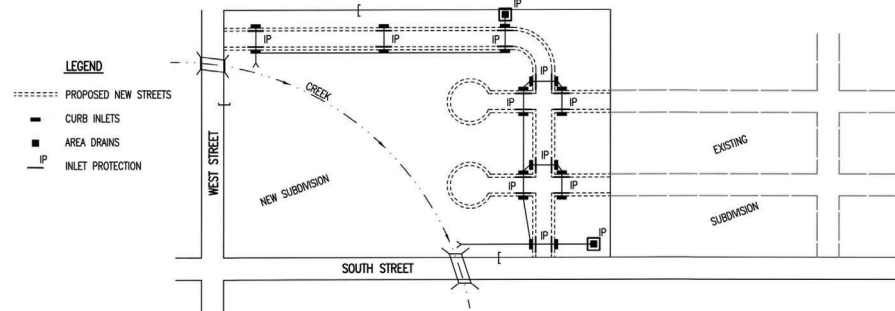 LEGEND
PROPOSED NEW STREETS
CURB INLETS
AREA DRAINS
IP
INLET PROTECTION
WEST STREET
CREEK
NEW SUBDIVISION
SOUTH STREET
EXISTING
SUBDIVISION
IP
IP
IP
IP
IP
IP
IP
IP
IP
IP
IP
IP